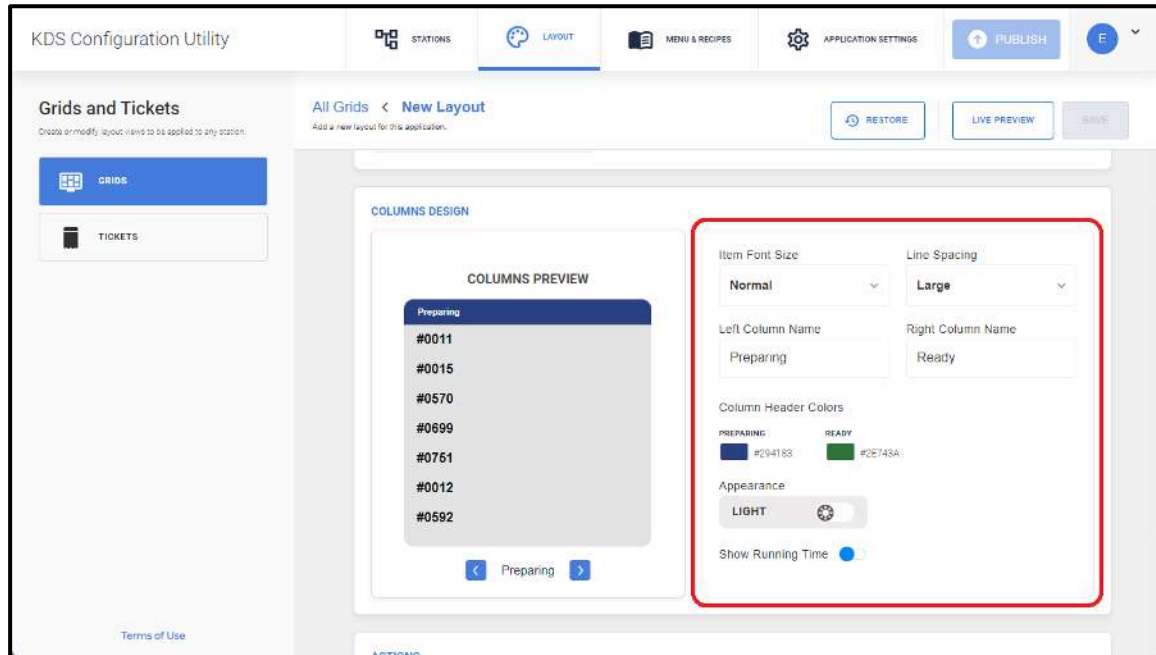 KDS Configuration Utility
STATIONS
LAYOUT
MENU & RECIPES
APPLICATION SETTINGS
PUBLISH
E
Grids and Tickets
Create or modify layout views to be applied to any station.
GRIDS
TICKETS
All Grids < New Layout
Add a new layout for this application.
RESTORE
LIVE PREVIEW
SAVE
COLUMNS DESIGN
COLUMNS PREVIEW
Preparing
#0011
#0015
#0570
#0699
#0751
#0012
#0592
Preparing
Item Font Size
Line Spacing
Normal
Large
Left Column Name
Right Column Name
Preparing
Ready
Column Header Colors
PREPARING
READY
#294183
#2E743A
Appearance
LIGHT
Show Running Time
Terms of Use
ACTIONS